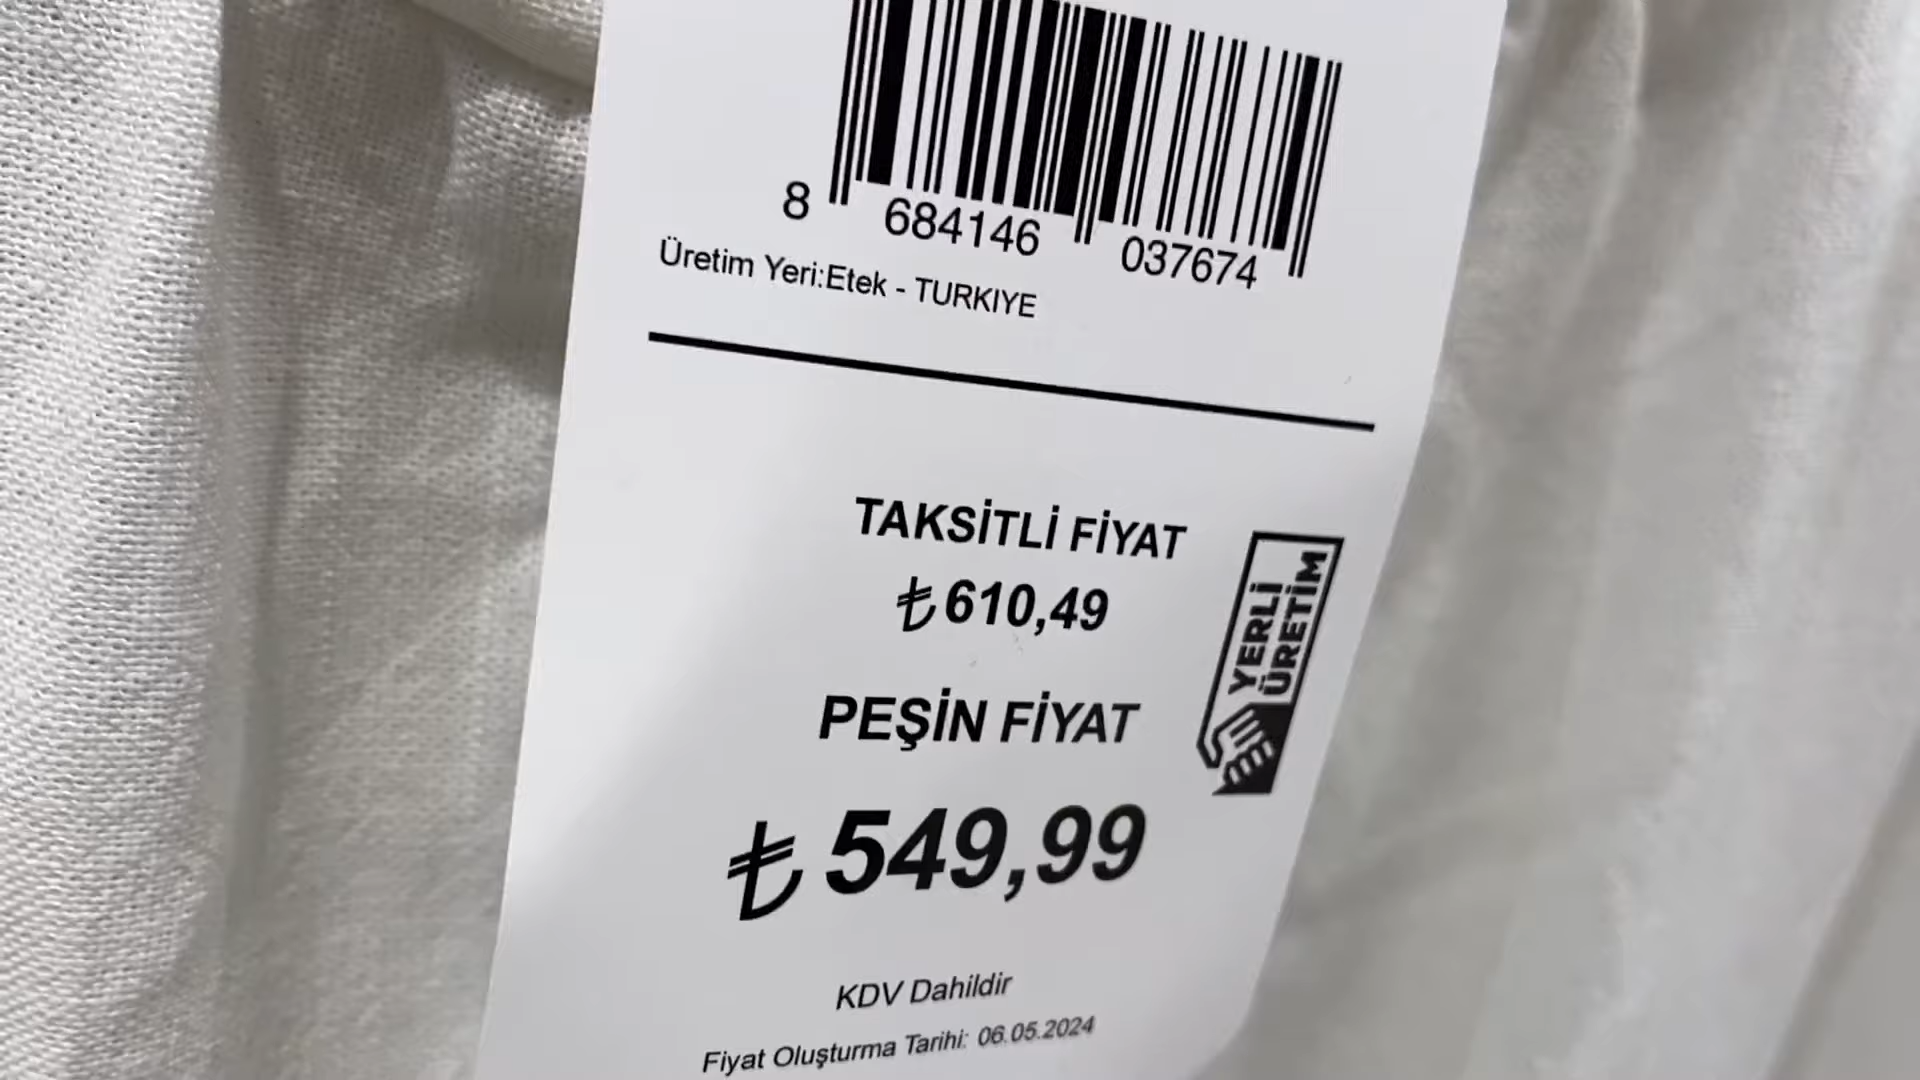 8 684146 037674
Üretim Yeri:Etek - TURKIYE
TAKSİTLİ FİYAT
₺610,49
YERLİ
ÜRETİM
PEŞİN FİYAT
₺549,99
KDV Dahildir
Fiyat Oluşturma Tarihi: 06.05.2024